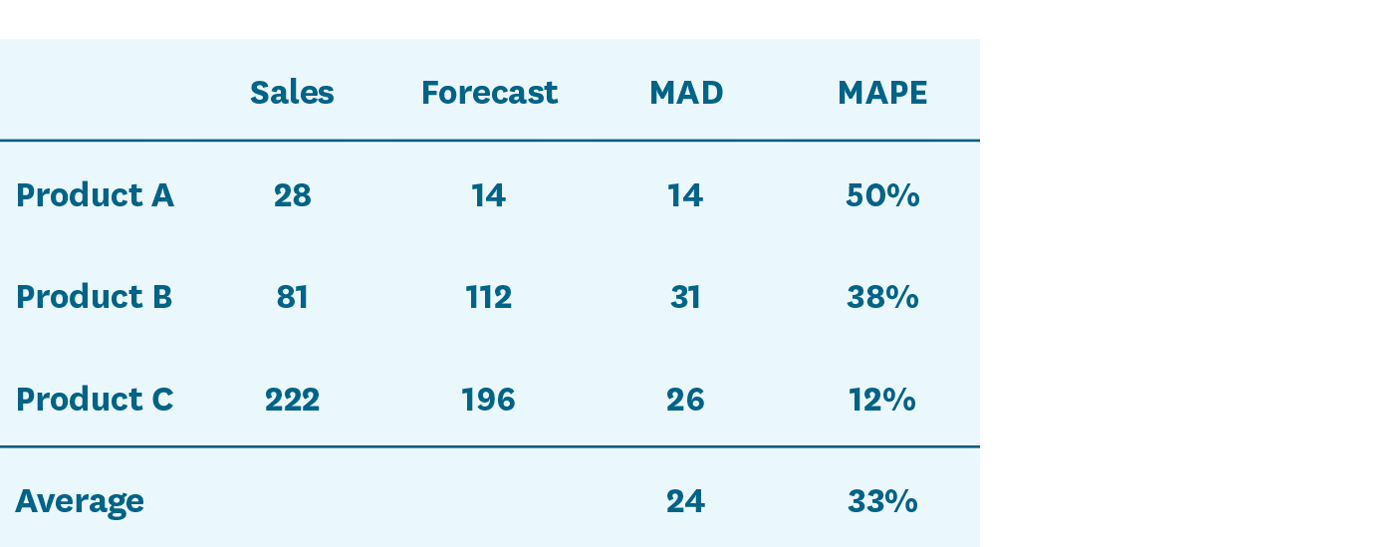 Sales Forecast MAD MAPE
Product A 28 14 14 50%
Product B 81 112 31 38%
Product C 222 196 26 12%
Average 24 33%